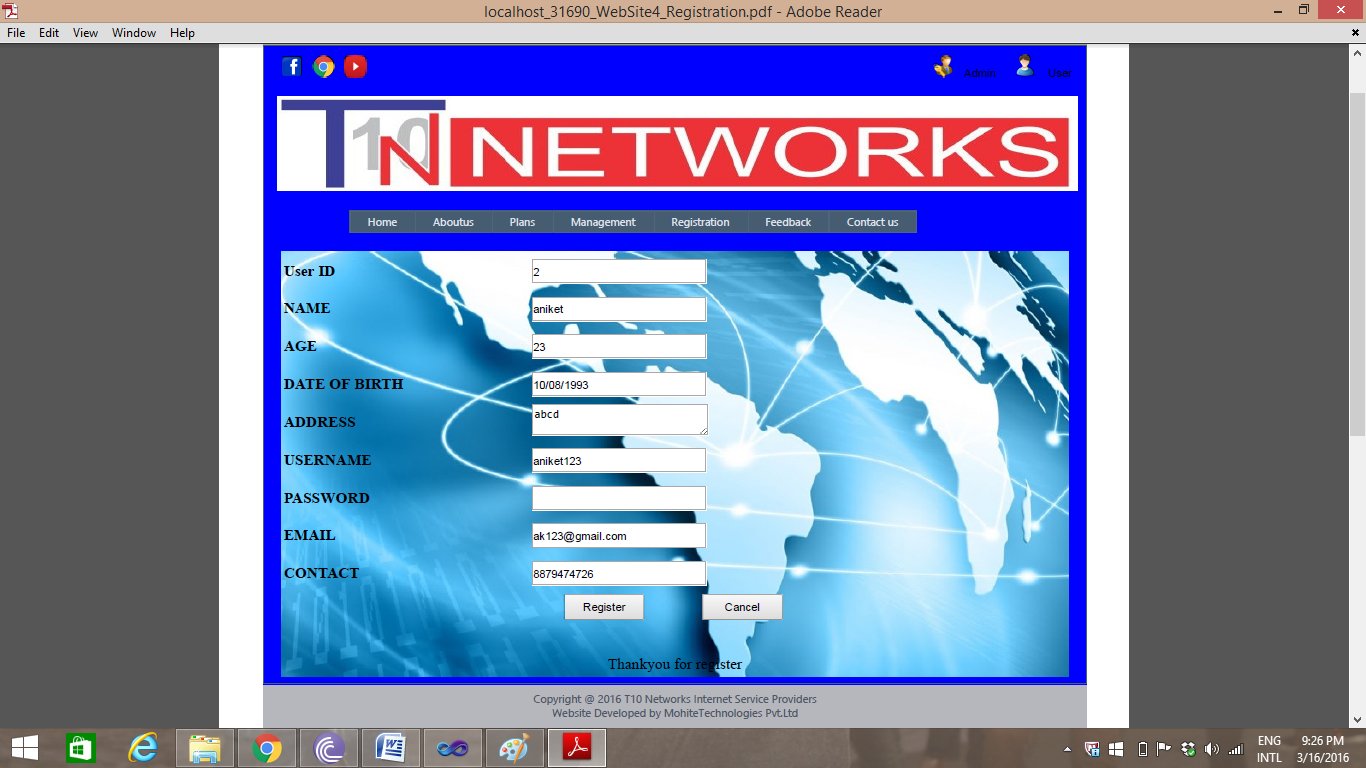 localhost_31690_WebSite4_Registration.pdf - Adobe Reader
File Edit View Window Help
Admin User
T10N NETWORKS
Home Aboutus Plans Management Registration Feedback Contact us
User ID 2
NAME aniket
AGE 23
DATE OF BIRTH 10/08/1993
ADDRESS abcd
USERNAME aniket123
PASSWORD
EMAIL ak123@gmail.com
CONTACT 8879474726
Register Cancel
Thankyou for register
Copyright @ 2016 T10 Networks Internet Service Providers
Website Developed by MohiteTechnologies Pvt.Ltd
ENG 9:26 PM
INTL 3/16/2016